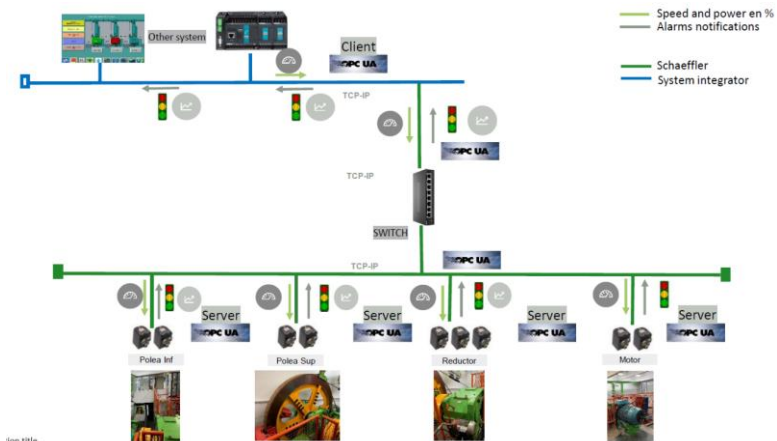 Speed and power en %
Alarms notifications
Other system
Client
OPC UA
Schaeffler
System integrator
TCP-IP
OPC UA
TCP-IP
SWITCH
OPC UA
TCP-IP
Server
OPC UA
Server
OPC UA
Server
OPC UA
Server
OPC UA
Polea Inf
Polea Sup
Reductor
Motor
title